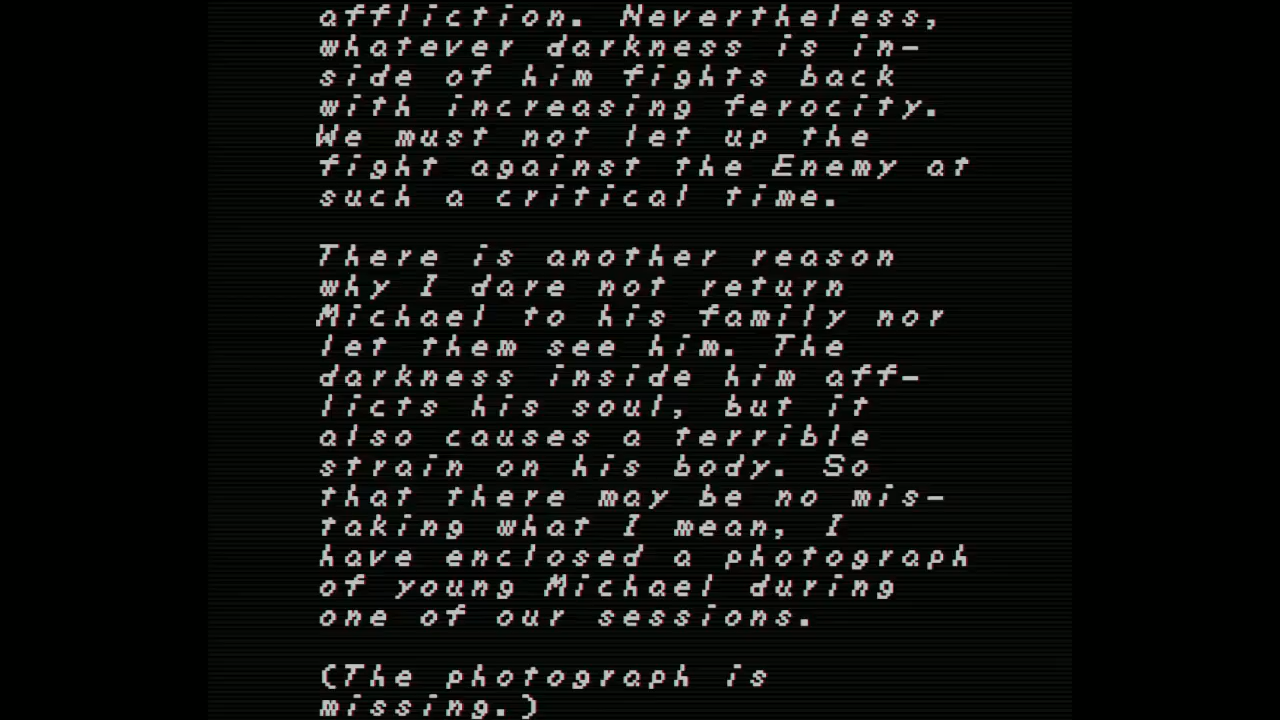 affliction. Nevertheless,
whatever darkness is in-
side of him fights back
with increasing ferocity.
We must not let up the
fight against the Enemy at
such a critical time.
There is another reason
why I dare not return
Michael to his family nor
let them see him. The
darkness inside him aff-
licts his soul, but it
also causes a terrible
strain on his body. So
that there may be no mis-
taking what I mean, I
have enclosed a photograph
of young Michael during
one of our sessions.
(The photograph is
missing.)